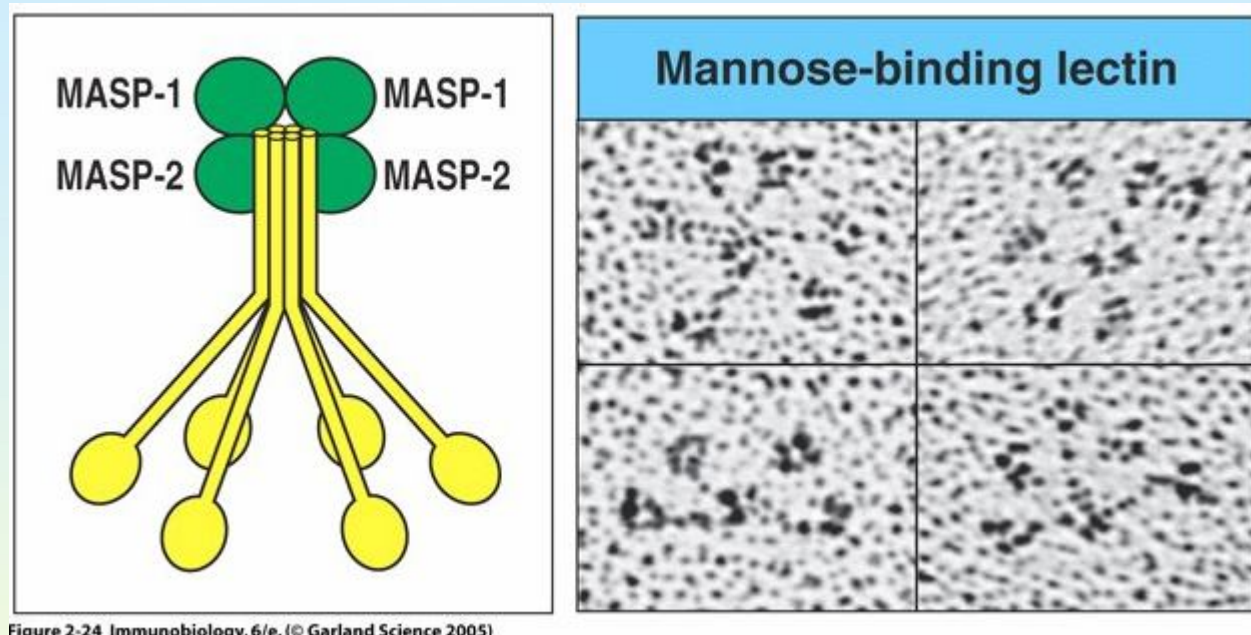 MASP-1 MASP-1
MASP-2 MASP-2
Mannose-binding lectin
Figure 2-24 Immunobiology, 6/e. (© Garland Science 2005)